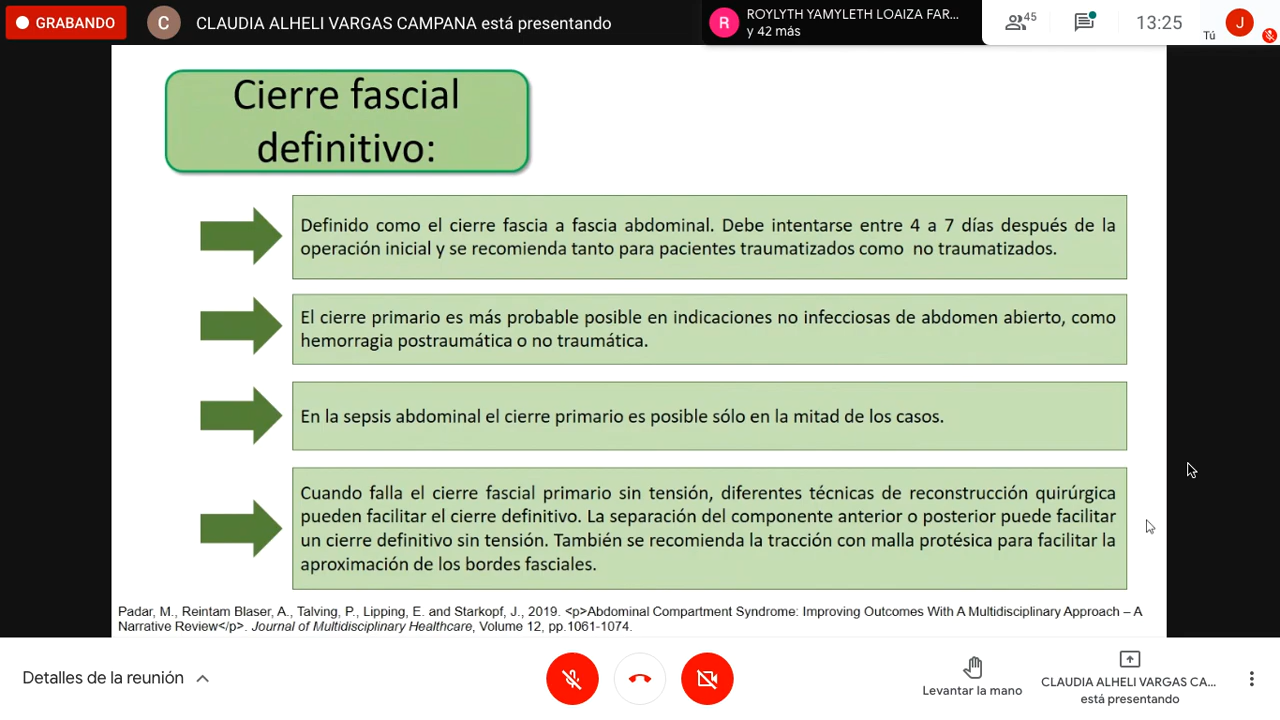 GRABANDO
C
CLAUDIA ALHELI VARGAS CAMPANA está presentando
R
ROYLYTH YAMYLETH LOAIZA FAR...
y 42 más
45
13:25
Tú
J
Cierre fascial
definitivo:
Definido como el cierre fascia a fascia abdominal. Debe intentarse entre 4 a 7 días después de la
operación inicial y se recomienda tanto para pacientes traumatizados como no traumatizados.
El cierre primario es más probable posible en indicaciones no infecciosas de abdomen abierto, como
hemorragia postraumática o no traumática.
En la sepsis abdominal el cierre primario es posible sólo en la mitad de los casos.
Cuando falla el cierre fascial primario sin tensión, diferentes técnicas de reconstrucción quirúrgica
pueden facilitar el cierre definitivo. La separación del componente anterior o posterior puede facilitar
un cierre definitivo sin tensión. También se recomienda la tracción con malla protésica para facilitar la
aproximación de los bordes fasciales.
Padar, M., Reintam Blaser, A., Talving, P., Lipping, E. and Starkopf, J., 2019. <p>Abdominal Compartment Syndrome: Improving Outcomes With A Multidisciplinary Approach – A
Narrative Review</p>. Journal of Multidisciplinary Healthcare, Volume 12, pp.1061-1074.
Detalles de la reunión
Levantar la mano
CLAUDIA ALHELI VARGAS CA...
está presentando